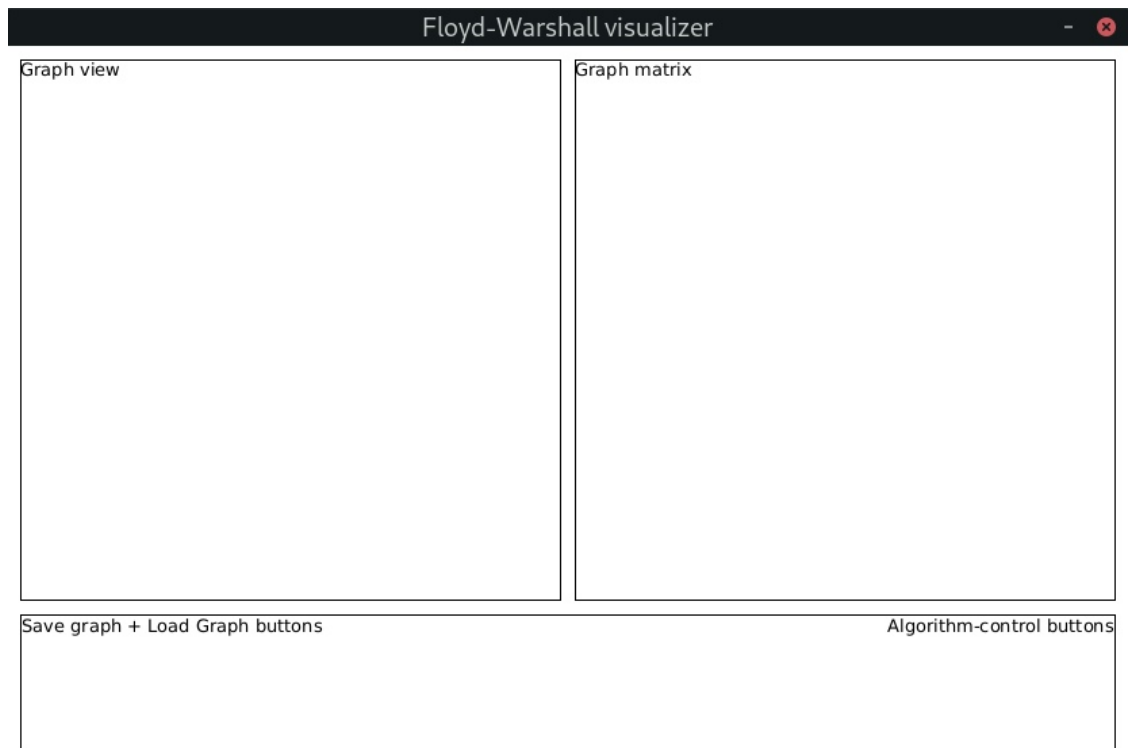 Floyd-Warshall visualizer
Graph view
Graph matrix
Save graph + Load Graph buttons
Algorithm-control buttons